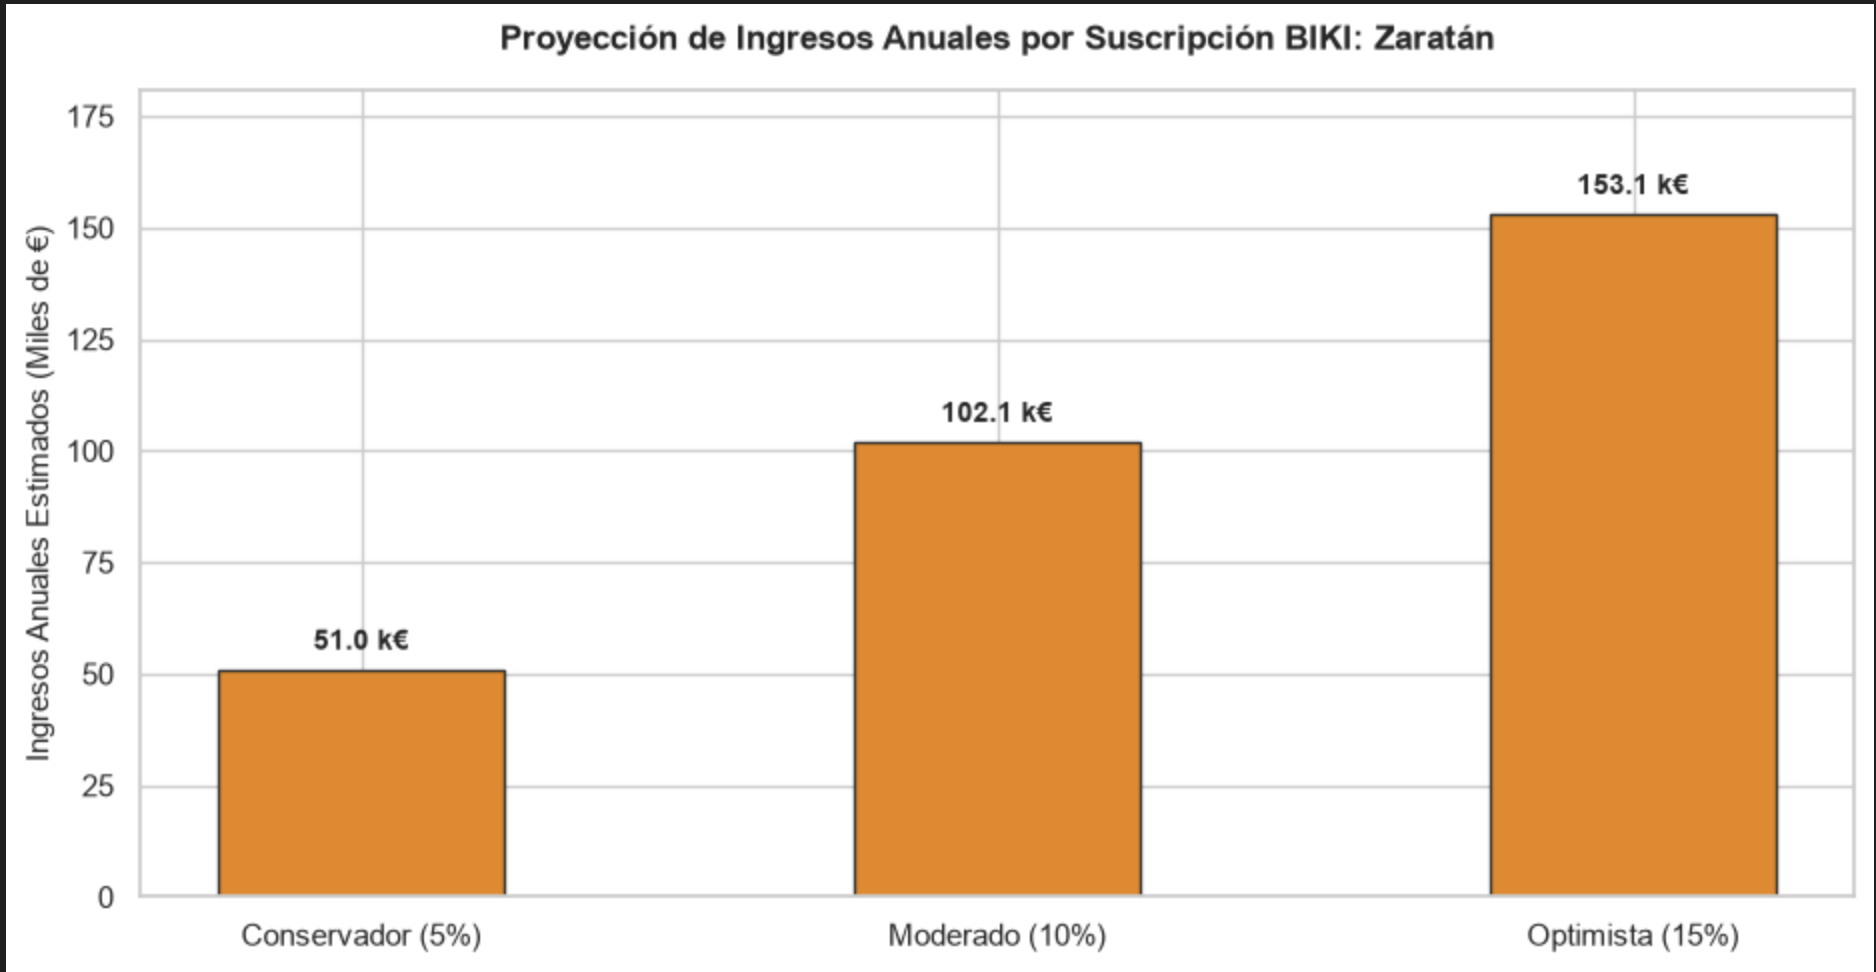 Proyección de Ingresos Anuales por Suscripción BIKI: Zaratán
Ingresos Anuales Estimados (Miles de €)
175
150
125
100
75
50
25
0
51.0 k€
102.1 k€
153.1 k€
Conservador (5%)
Moderado (10%)
Optimista (15%)